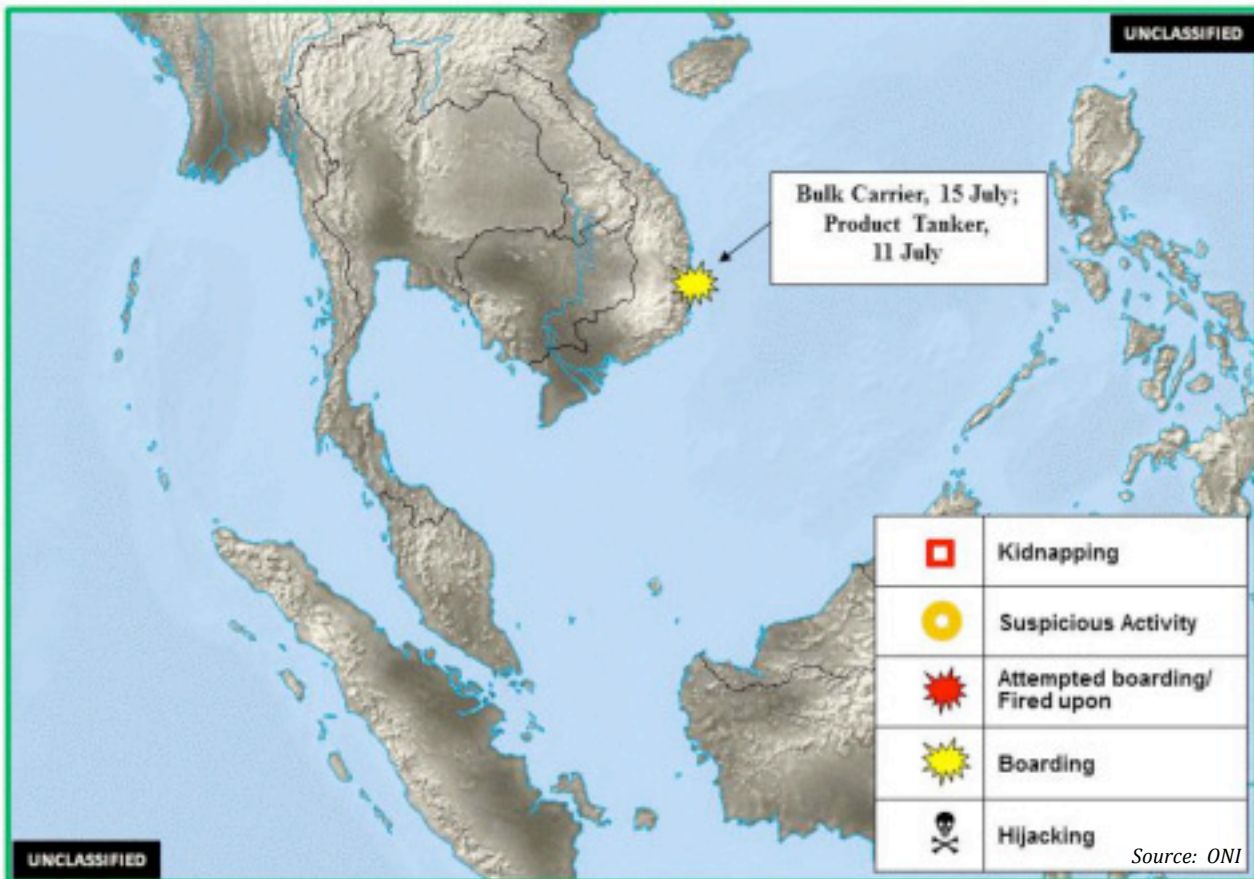 UNCLASSIFIED
Bulk Carrier, 15 July;
Product Tanker,
11 July
Kidnapping
Suspicious Activity
Attempted boarding/
Fired upon
Boarding
Hijacking
Source: ONI
UNCLASSIFIED